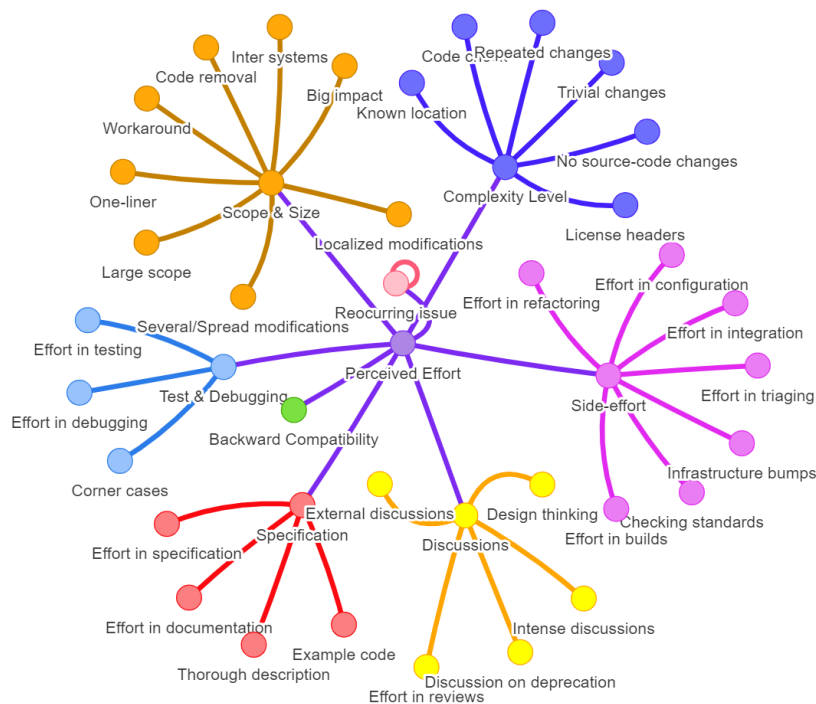 Inter systems
Code removal
Big impact
Workaround
One-liner
Scope & Size
Large scope
Localized modifications
Several/Spread modifications
Code
Repeated changes
Trivial changes
Known location
No source-code changes
Complexity Level
License headers
Reocurring issue
Perceived Effort
Effort in testing
Test & Debugging
Effort in debugging
Corner cases
Backward Compatibility
Effort in refactoring
Effort in configuration
Effort in integration
Side-effort
Effort in triaging
Infrastructure bumps
Checking standards
Effort in builds
External discussions
Design thinking
Discussions
Intense discussions
Discussion on deprecation
Effort in reviews
Specification
Effort in specification
Effort in documentation
Example code
Thorough description